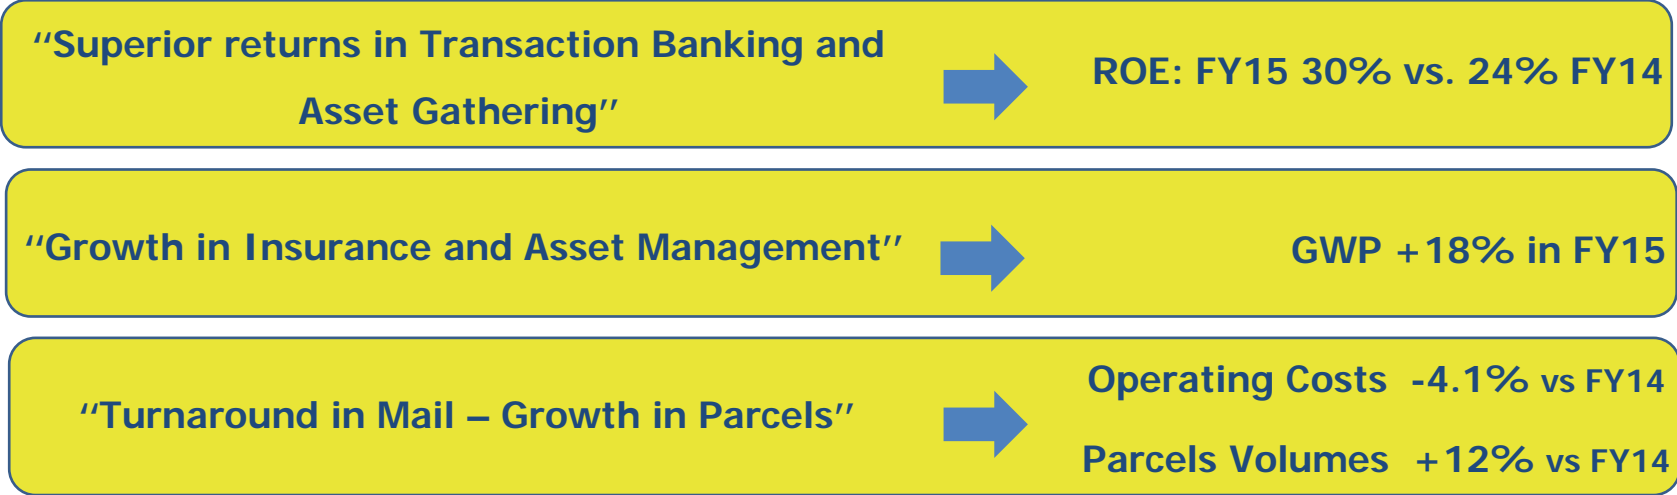 “Superior returns in Transaction Banking and
Asset Gathering”
ROE: FY15 30% vs. 24% FY14
“Growth in Insurance and Asset Management”
GWP +18% in FY15
“Turnaround in Mail – Growth in Parcels”
Operating Costs -4.1% vs FY14
Parcels Volumes +12% vs FY14